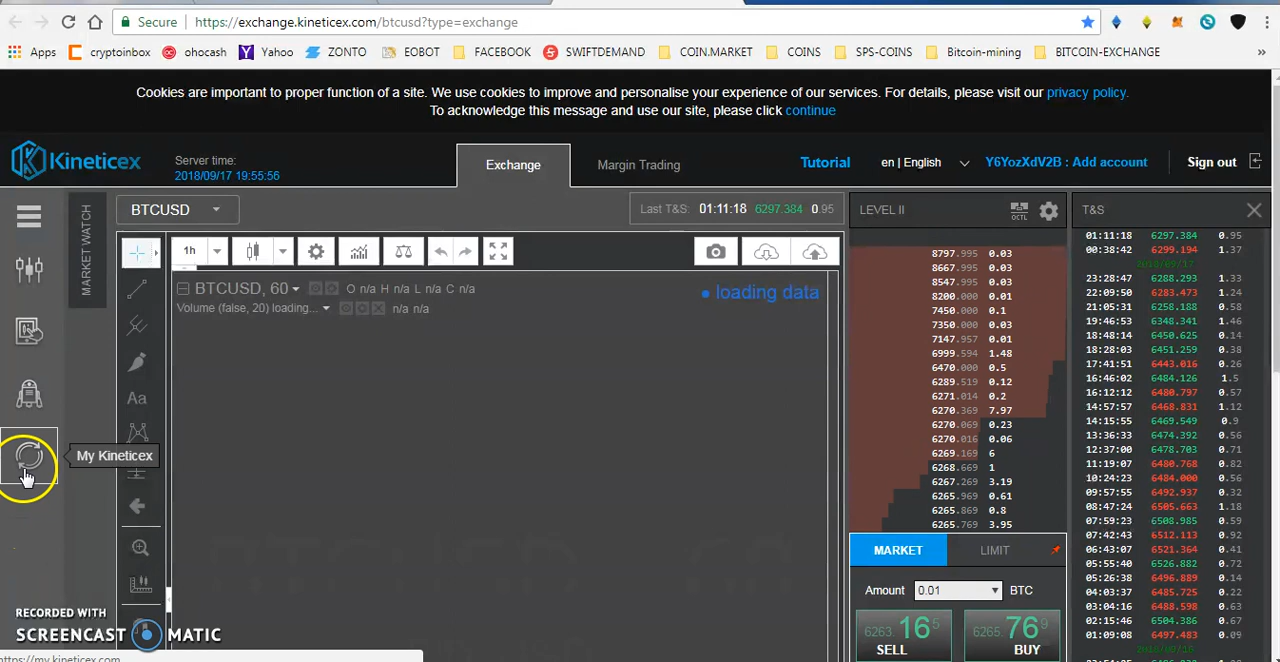 Secure | https://exchange.kineticex.com/btcusd?type=exchange
Apps cryptoinbox ohocash Yahoo ZONTO EOBOT FACEBOOK SWIFTDEMAND COIN.MARKET COINS SPS-COINS Bitcoin-mining BITCOIN-EXCHANGE »
Cookies are important to proper function of a site. We use cookies to improve and personalise your experience of our services. For details, please visit our privacy policy.
To acknowledge this message and use our site, please click continue
Kineticex
Server time:
2018/09/17 19:55:56
Exchange Margin Trading Tutorial en | English Y6YozXdV2B : Add account Sign out
MARKET WATCH
BTCUSD
Last T&S: 01:11:18 6297.384 0.95
1h
BTCUSD, 60 O n/a H n/a L n/a C n/a
loading data
Volume (false, 20) loading... n/a n/a
Aa
My Kineticex
BTCUSD, 60
LEVEL II
OCTL
8797.995 0.03
8667.995 0.03
8547.995 0.03
8200.000 0.01
7450.000 0.1
7350.000 0.03
7147.957 0.01
6999.594 1.48
6470.000 0.5
6289.519 0.12
6271.014 0.2
6270.369 7.97
6270.069 0.23
6270.016 0.06
6269.169 6
6268.669 1
6267.269 3.19
6265.969 0.61
6265.869 0.8
6265.769 3.95
MARKET LIMIT
Amount 0.01 BTC
6263.165 SELL
6265.769 BUY
T&S
01:11:18 6297.384 0.95
00:38:42 6299.194 1.37
2018/09/17
23:28:47 6288.293 1.33
22:09:50 6283.473 1.24
21:05:31 6258.188 0.58
19:46:53 6348.341 1.46
18:48:14 6450.625 0.14
18:28:03 6451.259 0.38
17:41:51 6443.016 0.26
16:46:02 6484.126 1.5
16:12:12 6480.797 0.57
14:57:57 6468.831 1.12
14:15:55 6469.549 0.9
13:36:33 6474.392 0.56
12:37:00 6478.703 0.71
11:19:07 6480.768 0.82
10:24:23 6484.000 0.56
09:57:55 6492.937 0.32
08:47:24 6505.663 1.18
07:59:23 6508.985 0.59
07:42:43 6512.113 0.92
06:43:07 6521.364 0.41
05:55:40 6526.882 0.72
05:26:38 6496.889 0.14
04:04:37 6485.725 0.22
03:04:16 6488.598 0.63
02:15:46 6504.386 0.67
01:09:08 6497.483 0.09
RECORDED WITH
SCREENCAST MATIC
https://my.kineticex.com